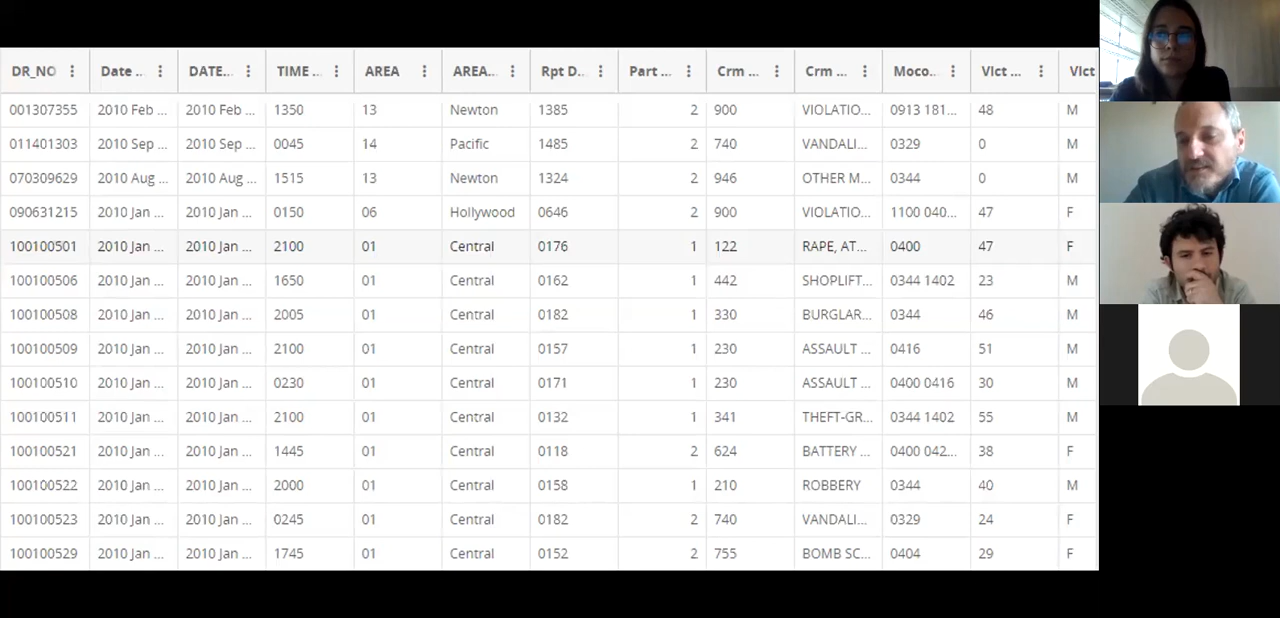 DR_NO Date ... DATE... TIME ... AREA AREA... Rpt D... Part ... Crm ... Crm ... Moco... Vict ... Vict
001307355 2010 Feb ... 2010 Feb ... 1350 13 Newton 1385 2 900 VIOLATIO... 0913 181... 48 M
011401303 2010 Sep ... 2010 Sep ... 0045 14 Pacific 1485 2 740 VANDALI... 0329 0 M
070309629 2010 Aug ... 2010 Aug ... 1515 13 Newton 1324 2 946 OTHER M... 0344 0 M
090631215 2010 Jan ... 2010 Jan ... 0150 06 Hollywood 0646 2 900 VIOLATIO... 1100 040... 47 F
100100501 2010 Jan ... 2010 Jan ... 2100 01 Central 0176 1 122 RAPE, AT... 0400 47 F
100100506 2010 Jan ... 2010 Jan ... 1650 01 Central 0162 1 442 SHOPLIFT... 0344 1402 23 M
100100508 2010 Jan ... 2010 Jan ... 2005 01 Central 0182 1 330 BURGLAR... 0344 46 M
100100509 2010 Jan ... 2010 Jan ... 2100 01 Central 0157 1 230 ASSAULT ... 0416 51 M
100100510 2010 Jan ... 2010 Jan ... 0230 01 Central 0171 1 230 ASSAULT ... 0400 0416 30 M
100100511 2010 Jan ... 2010 Jan ... 2100 01 Central 0132 1 341 THEFT-GR... 0344 1402 55 M
100100521 2010 Jan ... 2010 Jan ... 1445 01 Central 0118 2 624 BATTERY ... 0400 042... 38 F
100100522 2010 Jan ... 2010 Jan ... 2000 01 Central 0158 1 210 ROBBERY 0344 40 M
100100523 2010 Jan ... 2010 Jan ... 0245 01 Central 0182 2 740 VANDALI... 0329 24 F
100100529 2010 Jan ... 2010 Jan ... 1745 01 Central 0152 2 755 BOMB SC... 0404 29 F